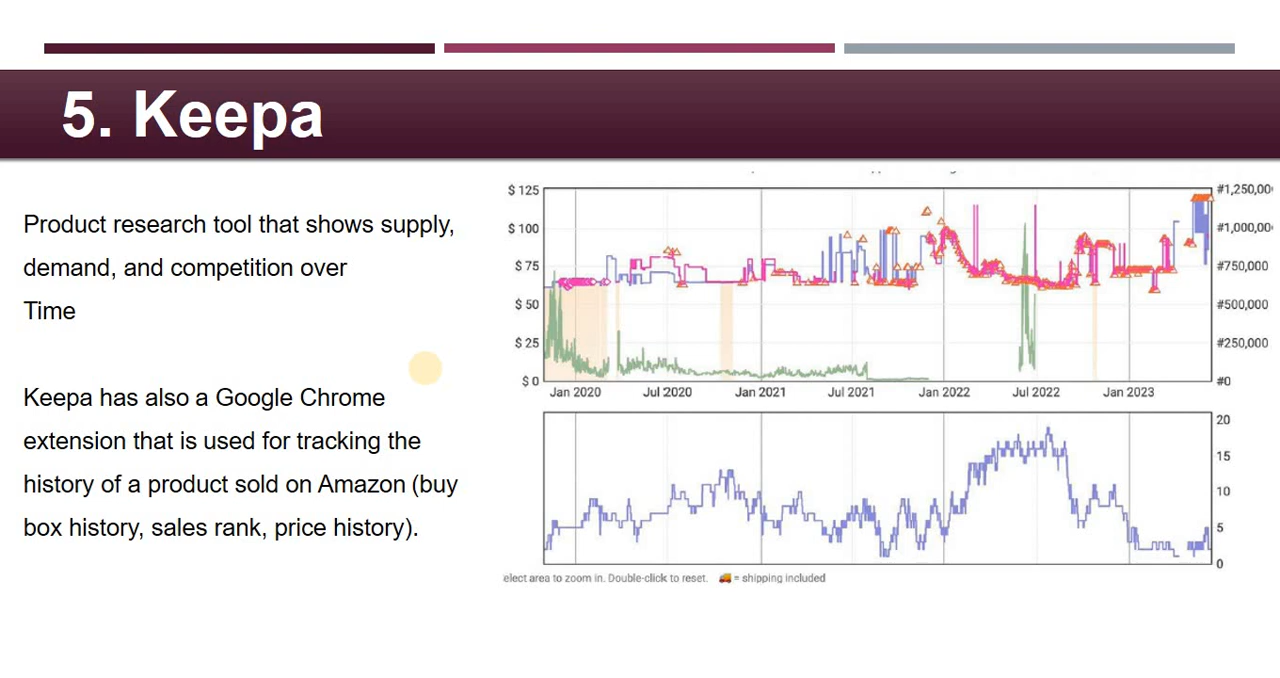 5. Keepa
Product research tool that shows supply,
demand, and competition over
Time
Keepa has also a Google Chrome
extension that is used for tracking the
history of a product sold on Amazon (buy
box history, sales rank, price history).
$ 125
$ 100
$ 75
$ 50
$ 25
$ 0
#1,250,00
#1,000,00
#750,000
#500,000
#250,000
#0
Jan 2020 Jul 2020 Jan 2021 Jul 2021 Jan 2022 Jul 2022 Jan 2023
20
15
10
5
0
elect area to zoom in. Double-click to reset. = shipping included